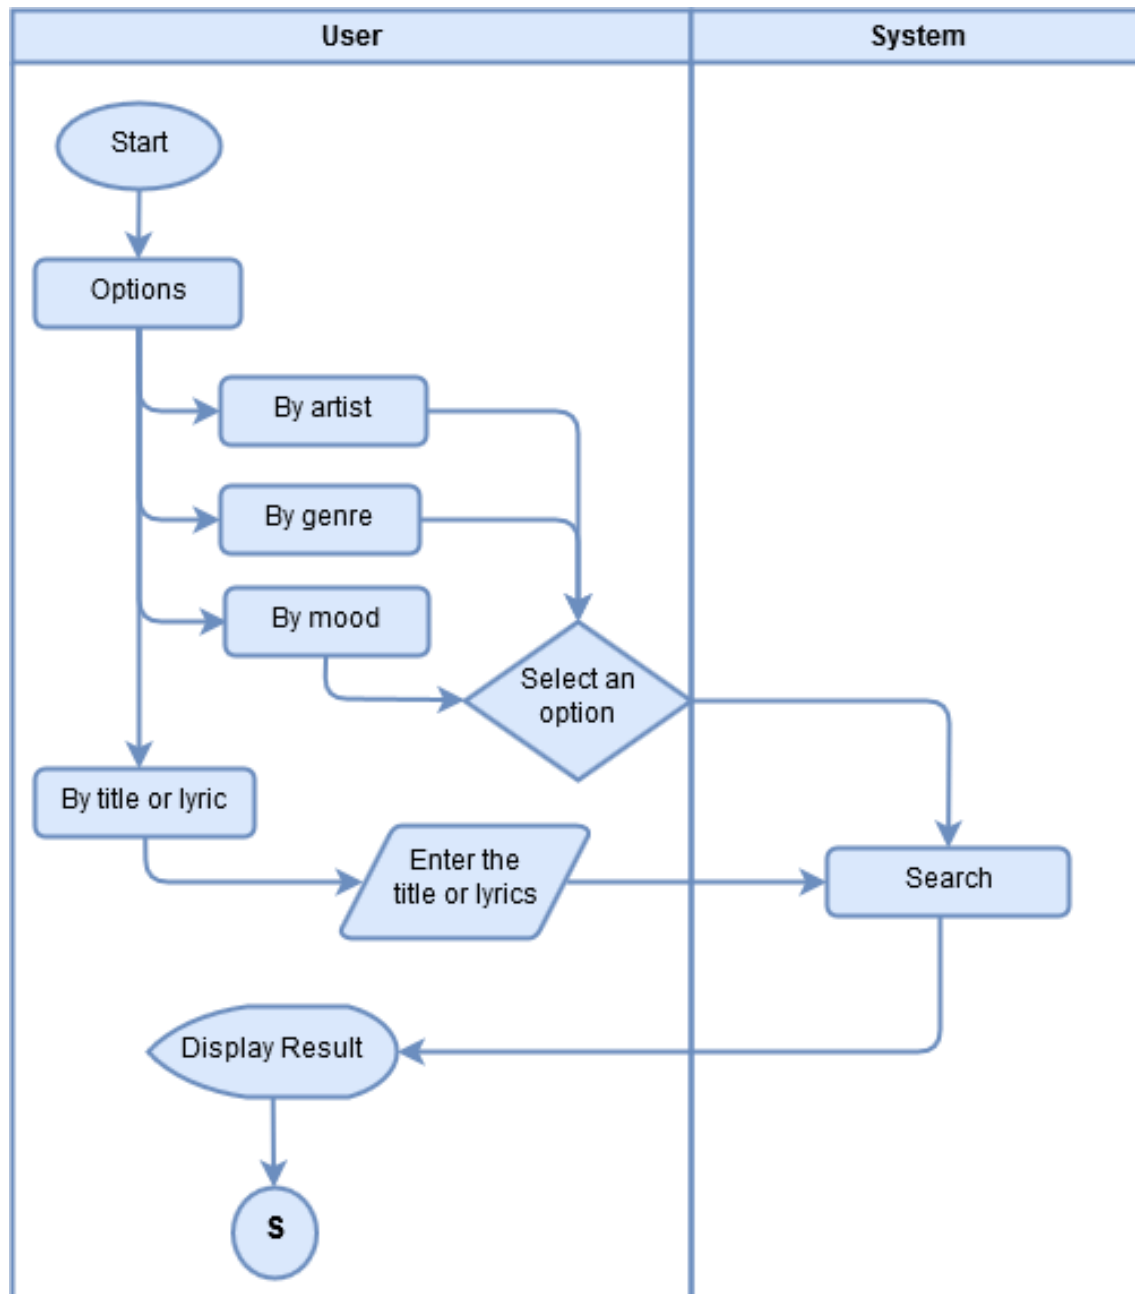 User
System
Start
Options
By artist
By genre
By mood
Select an
option
By title or lyric
Enter the
title or lyrics
Search
Display Result
S